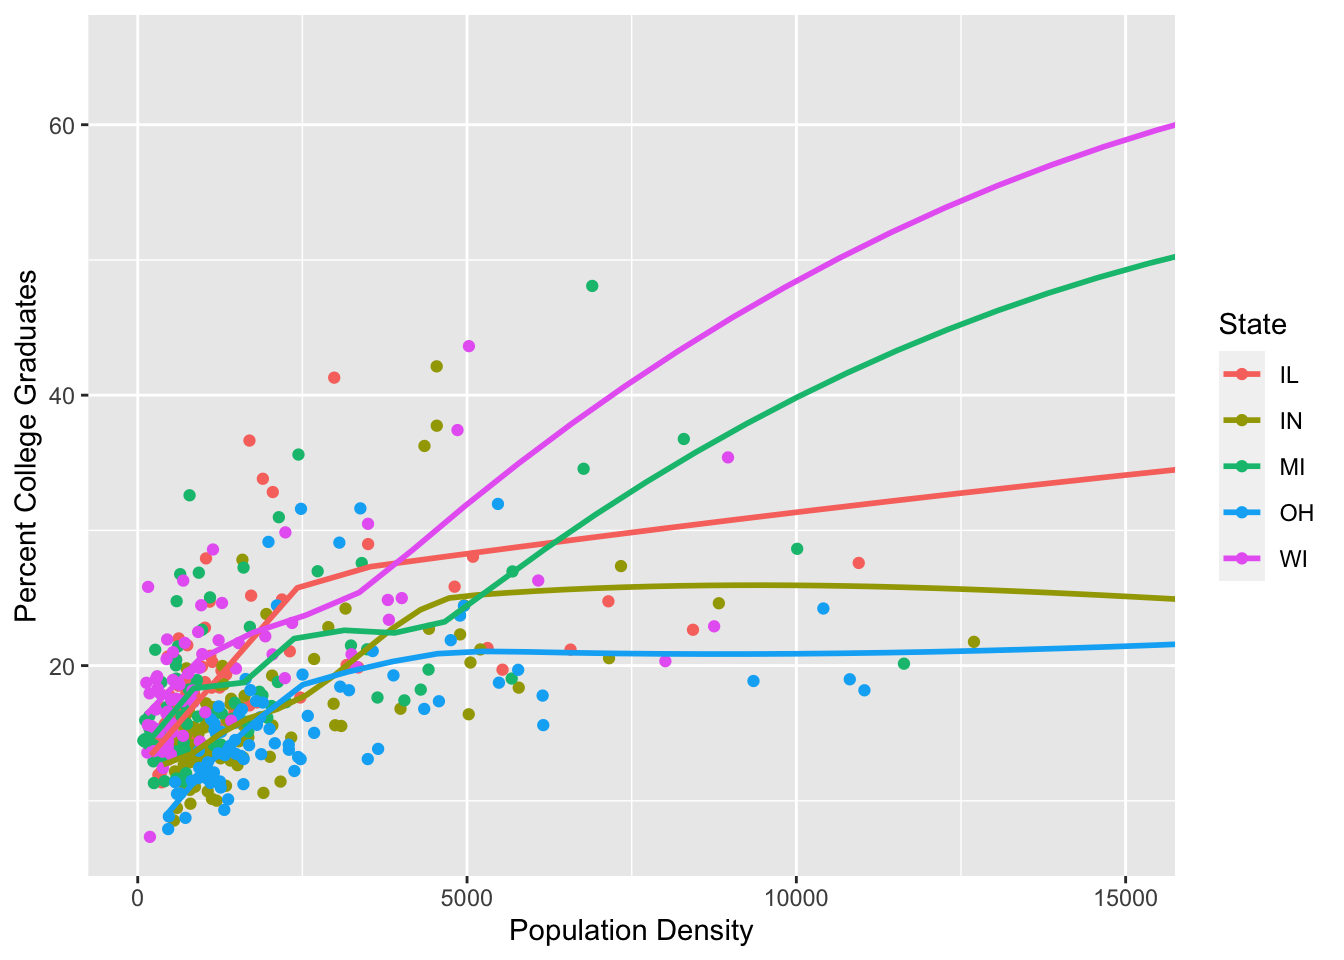 60
40
20
0
5000
10000
15000
Population Density
Percent College Graduates
State
IL
IN
MI
OH
WI